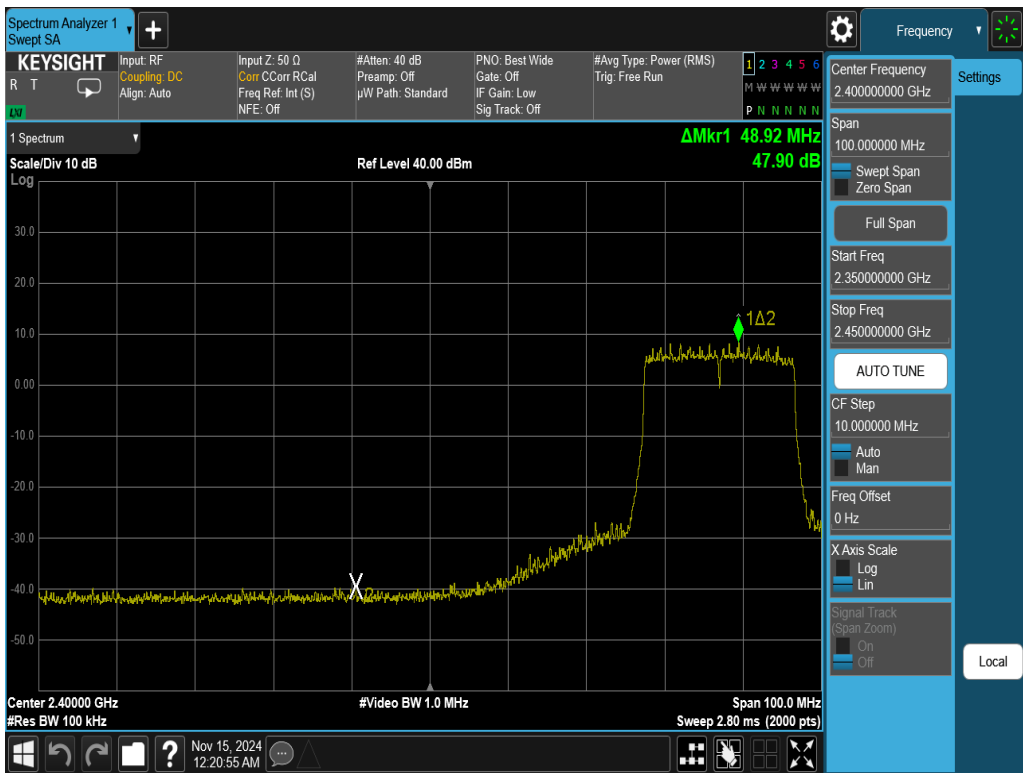 Spectrum Analyzer 1
Swept SA
Frequency
KEYSIGHT
R T
LXI
Input: RF
Coupling: DC
Align: Auto
Input Z: 50 Ω
Corr CCorr RCal
Freq Ref: Int (S)
NFE: Off
#Atten: 40 dB
Preamp: Off
µW Path: Standard
PNO: Best Wide
Gate: Off
IF Gain: Low
Sig Track: Off
#Avg Type: Power (RMS)
Trig: Free Run
1 2 3 4 5 6
M W W W W W
P N N N N N
1 Spectrum
Scale/Div 10 dB
Ref Level 40.00 dBm
ΔMkr1 48.92 MHz
47.90 dB
Log
30.0
20.0
10.0
0.00
-10.0
-20.0
-30.0
-40.0
-50.0
1Δ2
X2
Center 2.40000 GHz
#Res BW 100 kHz
#Video BW 1.0 MHz
Span 100.0 MHz
Sweep 2.80 ms (2000 pts)
Center Frequency
2.400000000 GHz
Span
100.000000 MHz
Swept Span
Zero Span
Full Span
Start Freq
2.350000000 GHz
Stop Freq
2.450000000 GHz
AUTO TUNE
CF Step
10.000000 MHz
Auto
Man
Freq Offset
0 Hz
X Axis Scale
Log
Lin
Signal Track
(Span Zoom)
On
Off
Settings
Local
?
Nov 15, 2024
12:20:55 AM